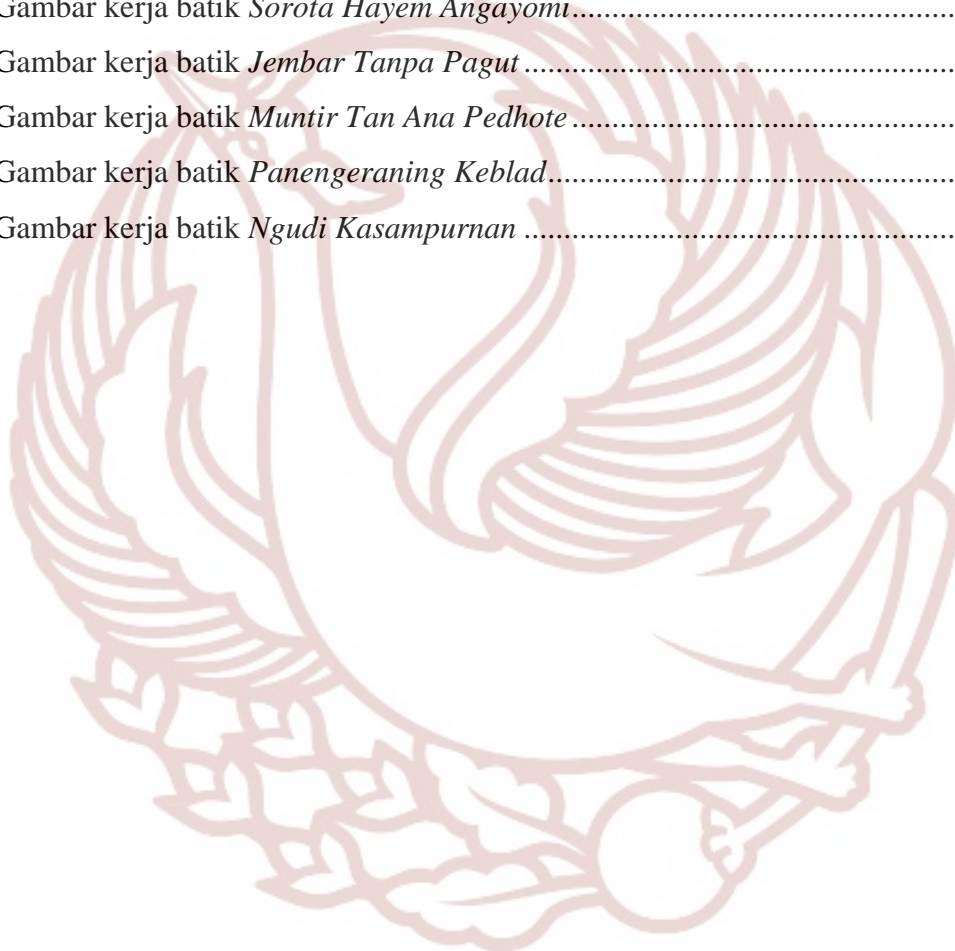 Gambar kerja batik Sorota Hayem Angayomi.................................................
Gambar kerja batik Jembar Tanpa Pagut .......................................................
Gambar kerja batik Muntir Tan Ana Pedhote .................................................
Gambar kerja batik Panengeraning Keblad....................................................
Gambar kerja batik Ngudi Kasampurnan .......................................................